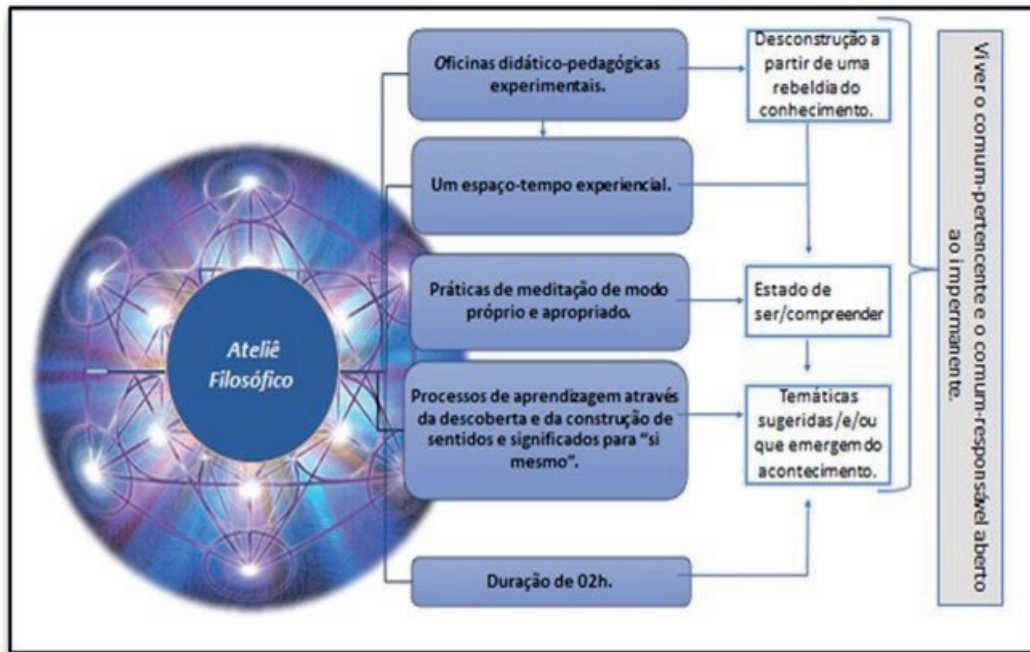 Oficinas didático-pedagógicas
experimentais.
Desconstrução a
partir de uma
rebeldia do
conhecimento.
Um espaço-tempo experiencial.
Práticas de meditação de modo
próprio e apropriado.
Estado de
ser/compreender
Ateliê
Filosófico
Processos de aprendizagem através
da descoberta e da construção de
sentidos e significados para “si
mesmo”.
Temáticas
sugeridas/e/ou
que emergem do
acontecimento.
Duração de 02h.
Viver o comum-pertencente e o comum-responsável aberto
ao impermanente.